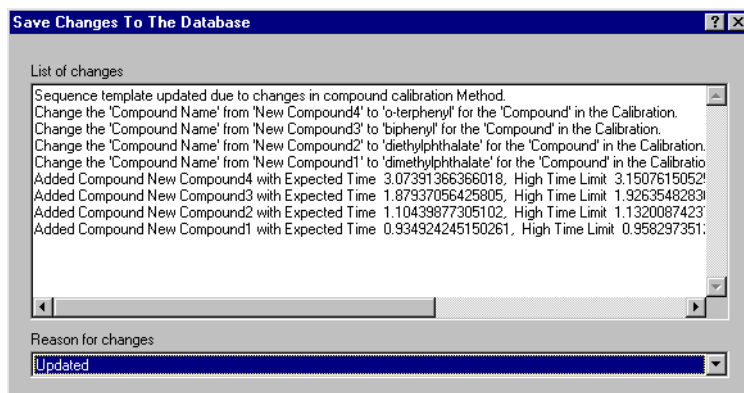 Save Changes To The Database
List of changes
Sequence template updated due to changes in compound calibration Method.
Change the 'Compound Name' from 'New Compound4' to 'o-terphenyl' for the 'Compound' in the Calibration.
Change the 'Compound Name' from 'New Compound3' to 'biphenyl' for the 'Compound' in the Calibration.
Change the 'Compound Name' from 'New Compound2' to 'diethylphthalate' for the 'Compound' in the Calibration.
Change the 'Compound Name' from 'New Compound1' to 'dimethylphthalate' for the 'Compound' in the Calibratio
Added Compound New Compound4 with Expected Time 3.07391366366018, High Time Limit 3.1507615052
Added Compound New Compound3 with Expected Time 1.87937056425805, High Time Limit 1.9263548283
Added Compound New Compound2 with Expected Time 1.10439877305102, High Time Limit 1.1320087423
Added Compound New Compound1 with Expected Time 0.934924245150261, High Time Limit 0.958297351
Reason for changes
Updated